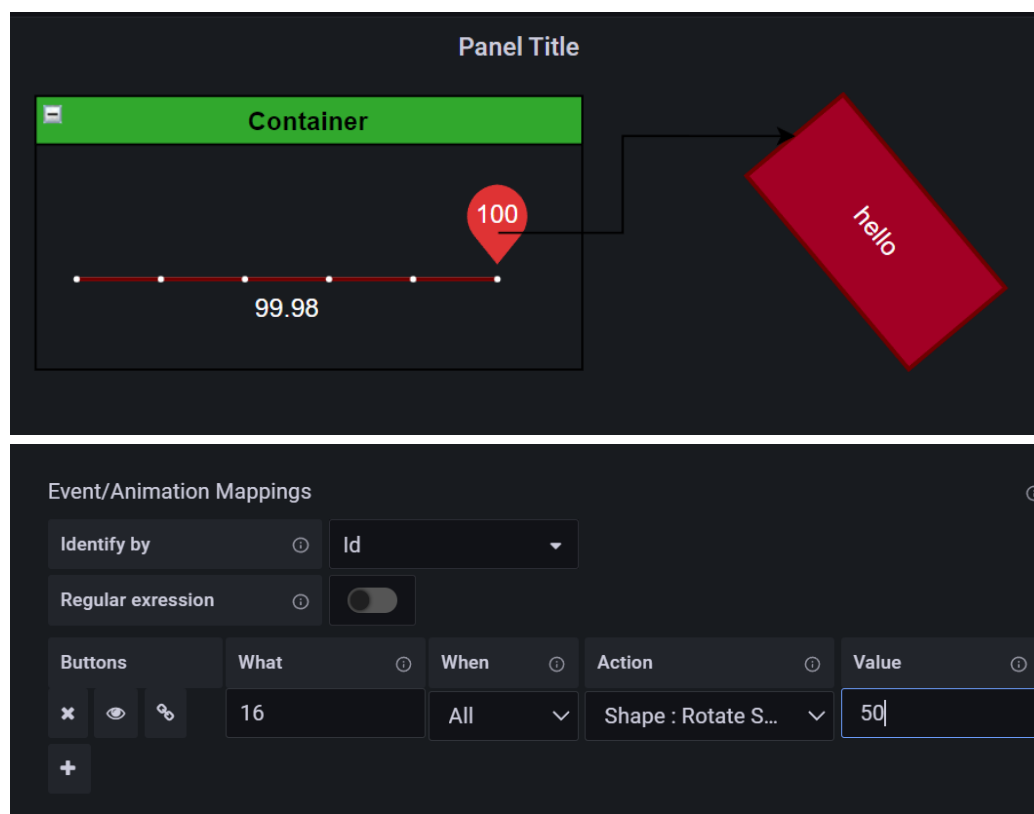 Panel Title
Container
100
hello
99.98
Event/Animation Mappings
Identify by Id
Regular exression
Buttons What When Action Value
16 All Shape : Rotate S... 50